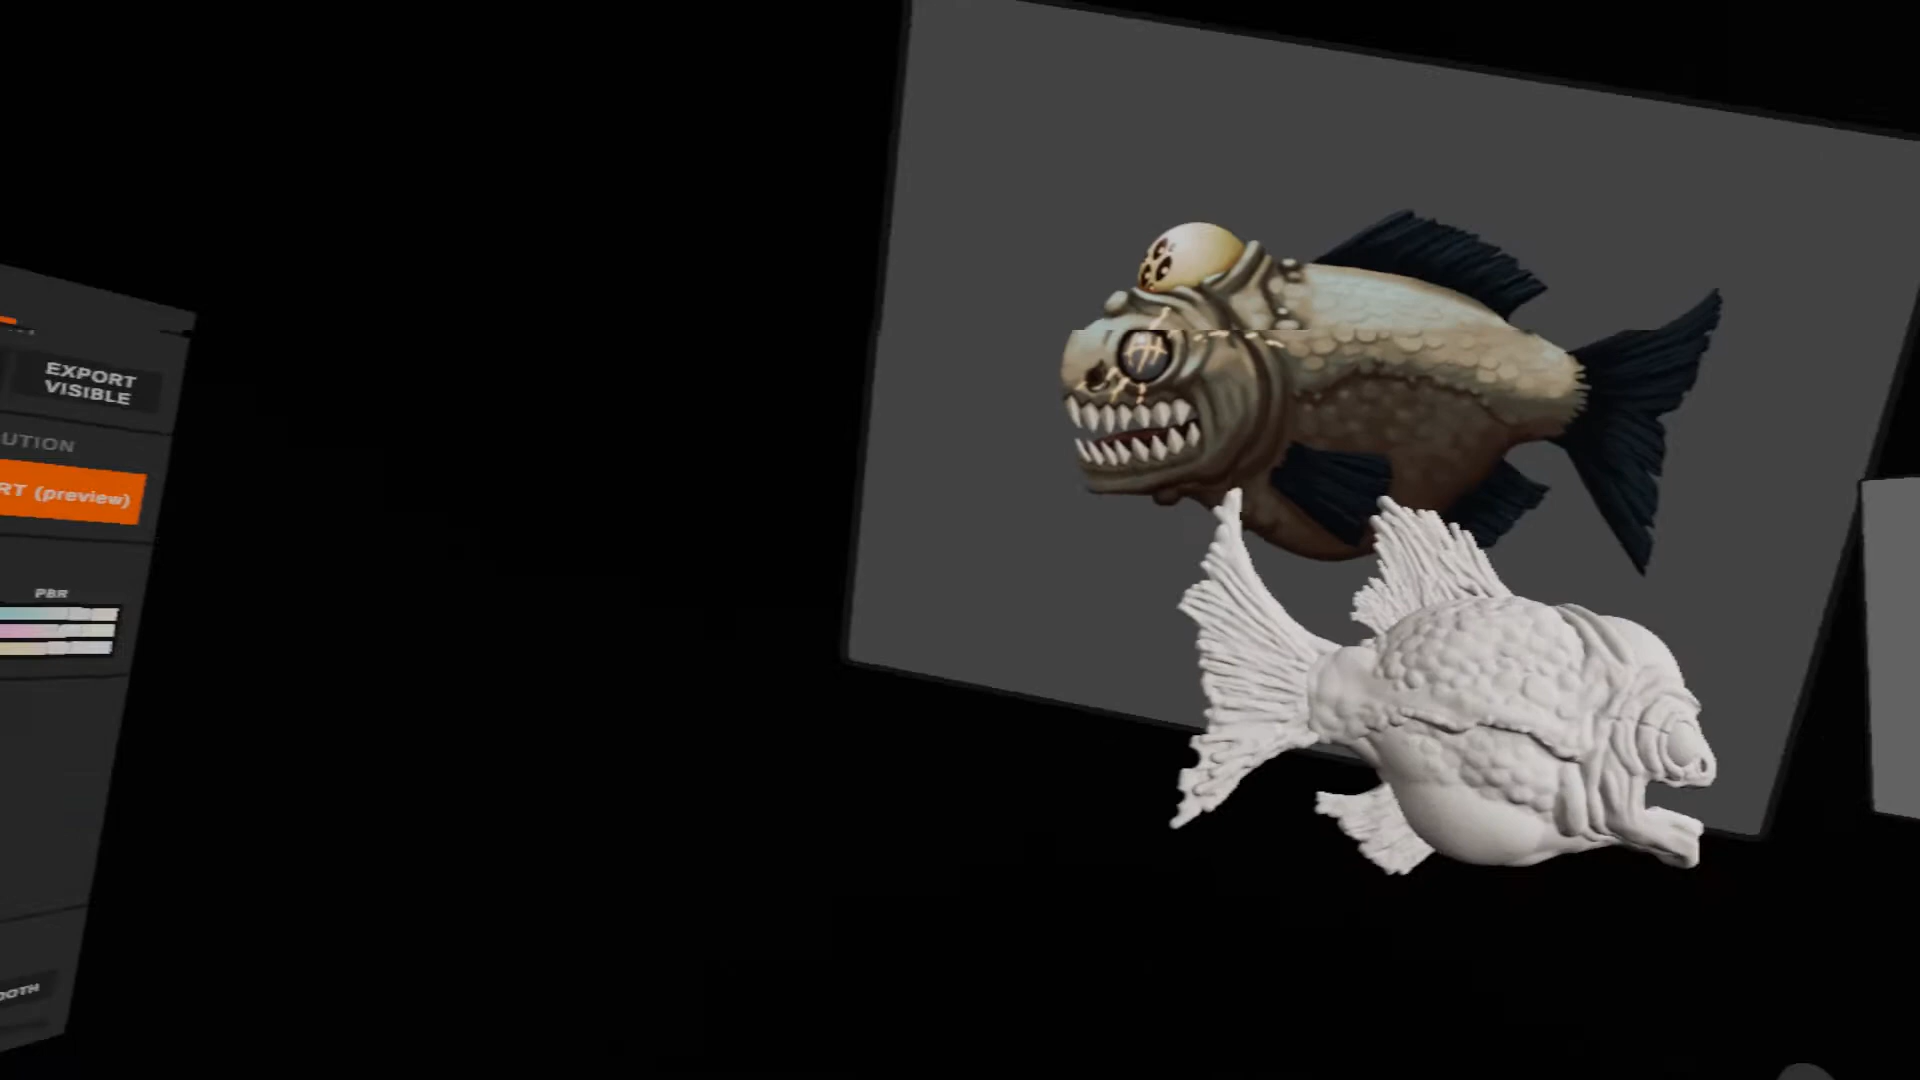 EXPORT
VISIBLE
UTION
RT (preview)
PBR
OOTH